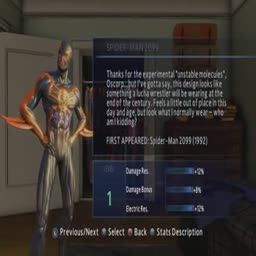 SPIDER-MAN 2099
Thanks for the experimental "unstable molecules",
Oscorp...but I've gotta say, this design looks like
something a lucha wrestler will be wearing at the
end of the century. Feels a little out of place in this
day and age, but look what I normally wear-- who
am I kidding?
FIRST APPEARED: Spider-Man 2099 (1992)
1
Damage Res. +12%
Damage Bonus +8%
Electric Res. +12%
Previous/Next Select Back Stats Description